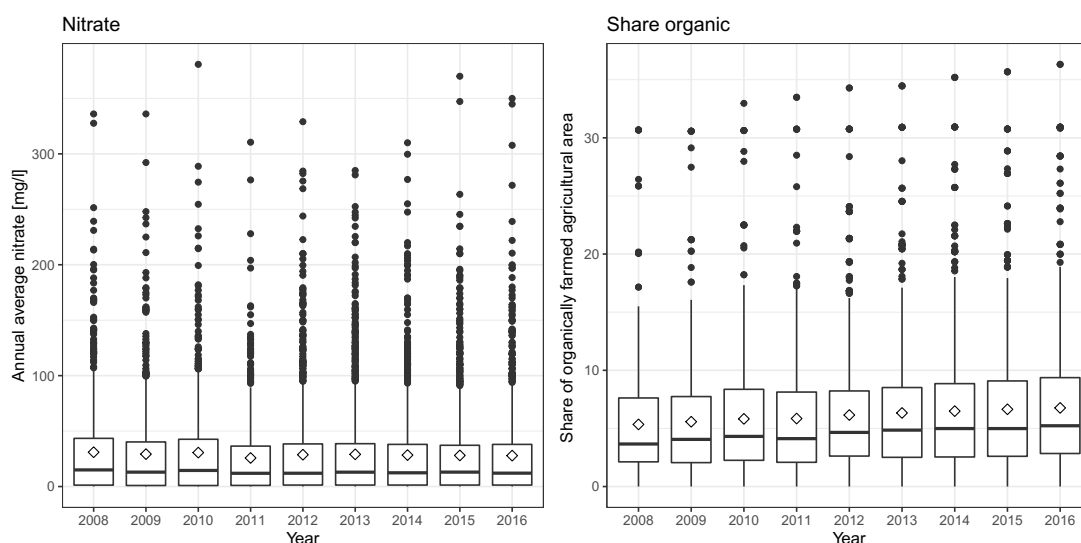 Nitrate
Annual average nitrate [mg/l]
300
200
100
0
2008 2009 2010 2011 2012 2013 2014 2015 2016
Year
Share organic
Share of organically farmed agricultural area
30
20
10
0
2008 2009 2010 2011 2012 2013 2014 2015 2016
Year